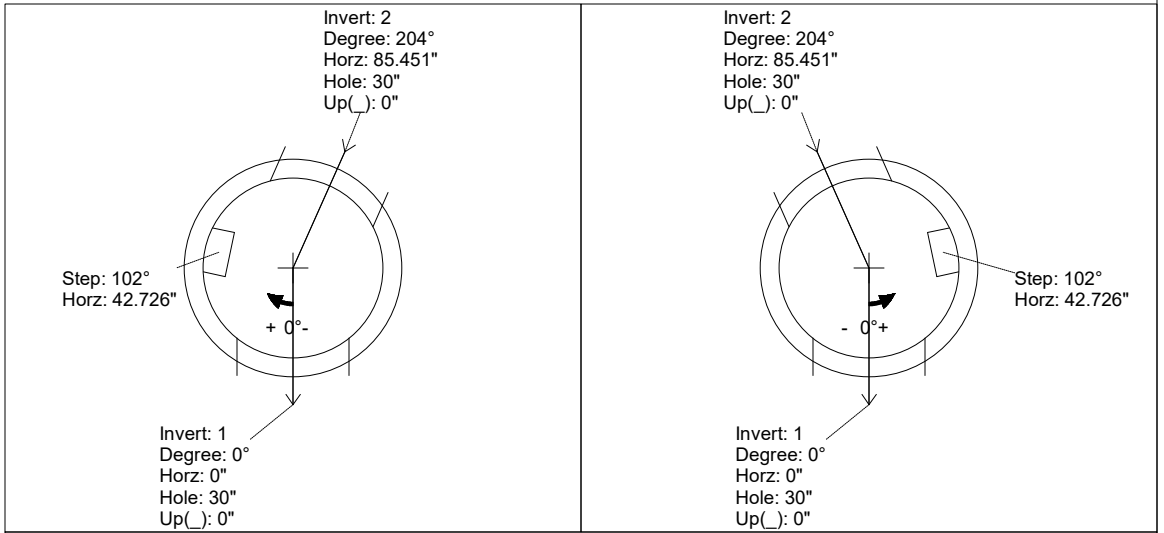 Invert: 2
Degree: 204°
Horz: 85.451"
Hole: 30"
Up(_): 0"
Step: 102°
Horz: 42.726"
+ 0°-
Invert: 1
Degree: 0°
Horz: 0"
Hole: 30"
Up(_): 0"
Invert: 2
Degree: 204°
Horz: 85.451"
Hole: 30"
Up(_): 0"
Step: 102°
Horz: 42.726"
- 0°+
Invert: 1
Degree: 0°
Horz: 0"
Hole: 30"
Up(_): 0"